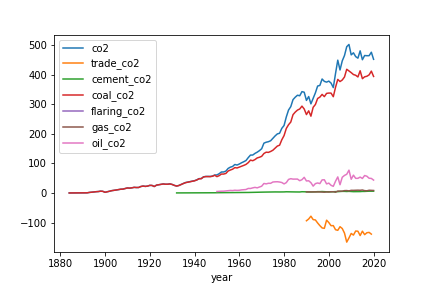 500
400
300
200
100
0
−100
co2
trade_co2
cement_co2
coal_co2
flaring_co2
gas_co2
oil_co2
1880 1900 1920 1940 1960 1980 2000 2020
year